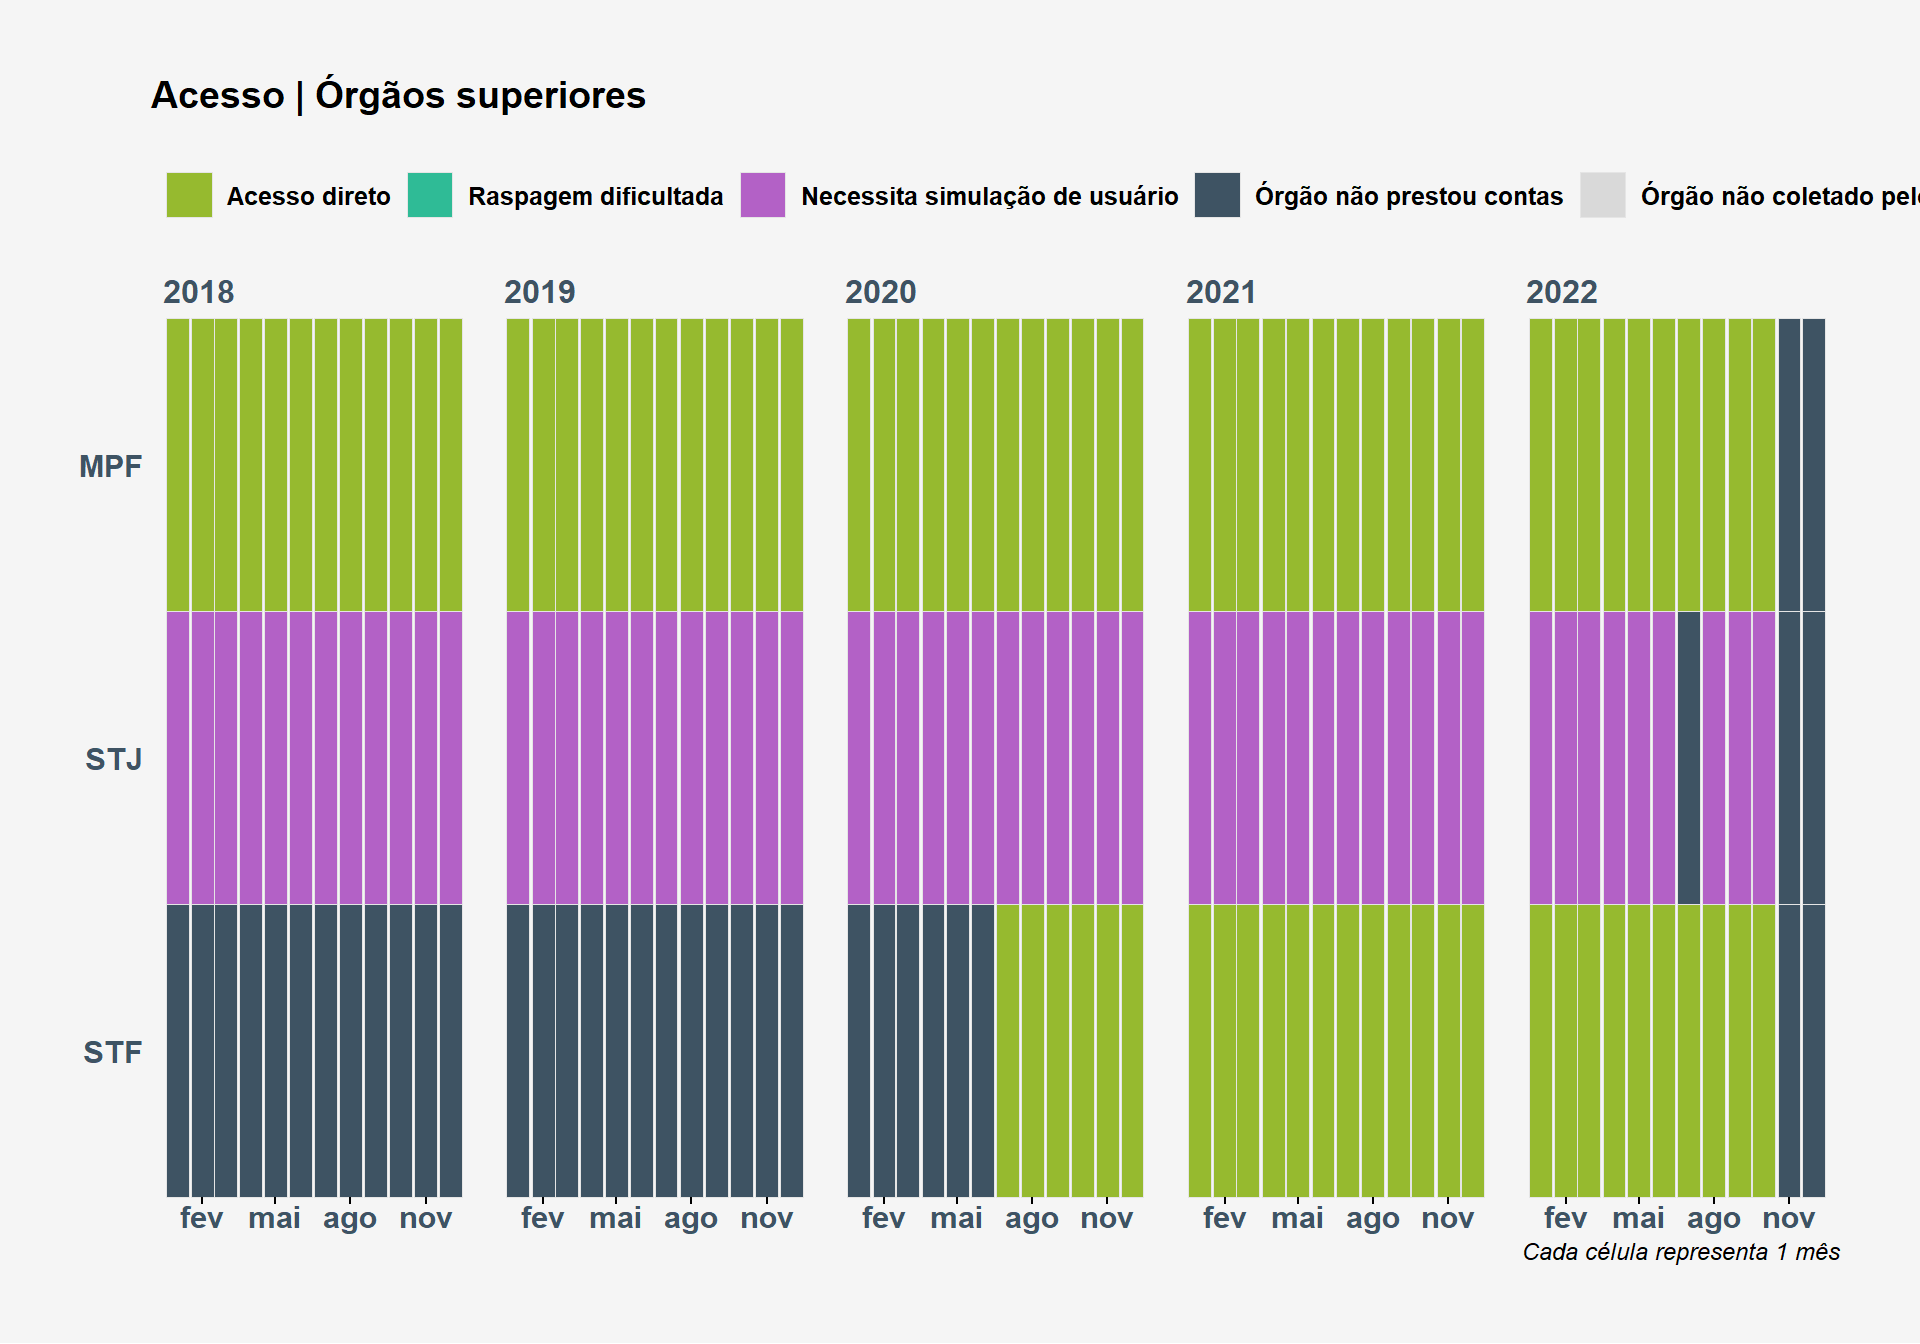 Acesso | Órgãos superiores
Acesso direto Raspagem dificultada Necessita simulação de usuário Órgão não prestou contas Órgão não coletado
2018 2019 2020 2021 2022
MPF
STJ
STF
fev mai ago nov fev mai ago nov fev mai ago nov fev mai ago nov fev mai ago nov
Cada célula representa 1 mês